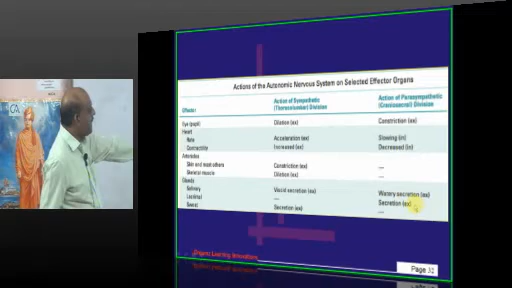 Actions of the Autonomic Nervous System on Selected Effector Organs
Effector
Action of Sympathetic
(Thoracolumbar) Division
Action of Parasympathetic
(Craniosacral) Division
Eye (pupil) Dilation (ex) Constriction (ex)
Heart
Rate Acceleration (ex) Slowing (in)
Contractility Increased (ex) Decreased (in)
Arterioles
Skin and most others Constriction (ex) —
Skeletal muscle Dilation (ex) —
Glands
Salivary Viscid secretion (ex) Watery secretion (ex)
Lacrimal — Secretion (ex)
Sweat Secretion (ex) —
Origenz Learning Innovations